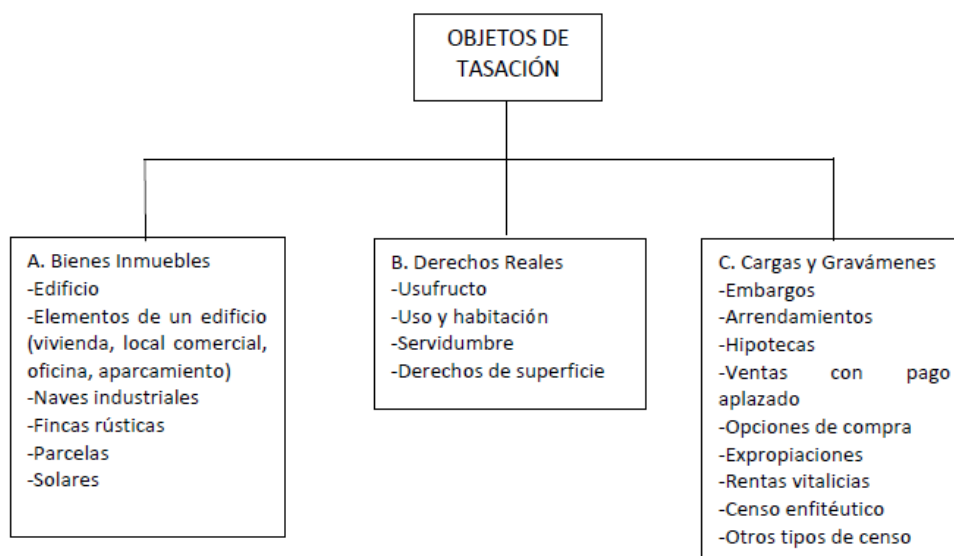 OBJETOS DE
TASACIÓN
A. Bienes Inmuebles
-Edificio
-Elementos de un edificio
(vivienda, local comercial,
oficina, aparcamiento)
-Naves industriales
-Fincas rústicas
-Parcelas
-Solares
B. Derechos Reales
-Usufructo
-Uso y habitación
-Servidumbre
-Derechos de superficie
C. Cargas y Gravámenes
-Embargos
-Arrendamientos
-Hipotecas
-Ventas con pago
aplazado
-Opciones de compra
-Expropiaciones
-Rentas vitalicias
-Censo enfitéutico
-Otros tipos de censo